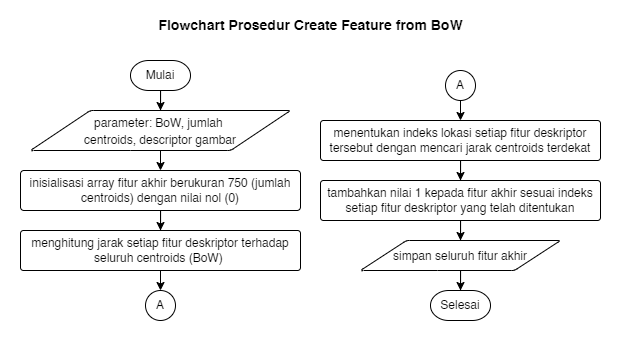 Flowchart Prosedur Create Feature from BoW
Mulai
parameter: BoW, jumlah
centroids, descriptor gambar
inisialisasi array fitur akhir berukuran 750 (jumlah
centroids) dengan nilai nol (0)
menghitung jarak setiap fitur deskriptor terhadap
seluruh centroids (BoW)
A
A
menentukan indeks lokasi setiap fitur deskriptor
tersebut dengan mencari jarak centroids terdekat
tambahkan nilai 1 kepada fitur akhir sesuai indeks
setiap fitur deskriptor yang telah ditentukan
simpan seluruh fitur akhir
Selesai